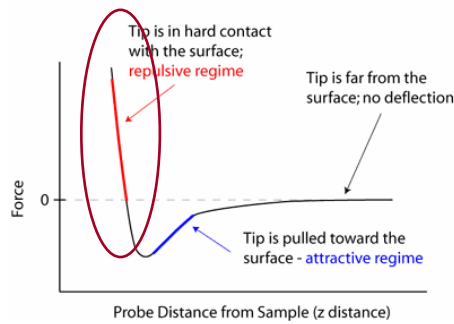 Tip is in hard contact
with the surface;
repulsive regime
Tip is far from the
surface; no deflection
0
Force
Tip is pulled toward the
surface - attractive regime
Probe Distance from Sample (z distance)